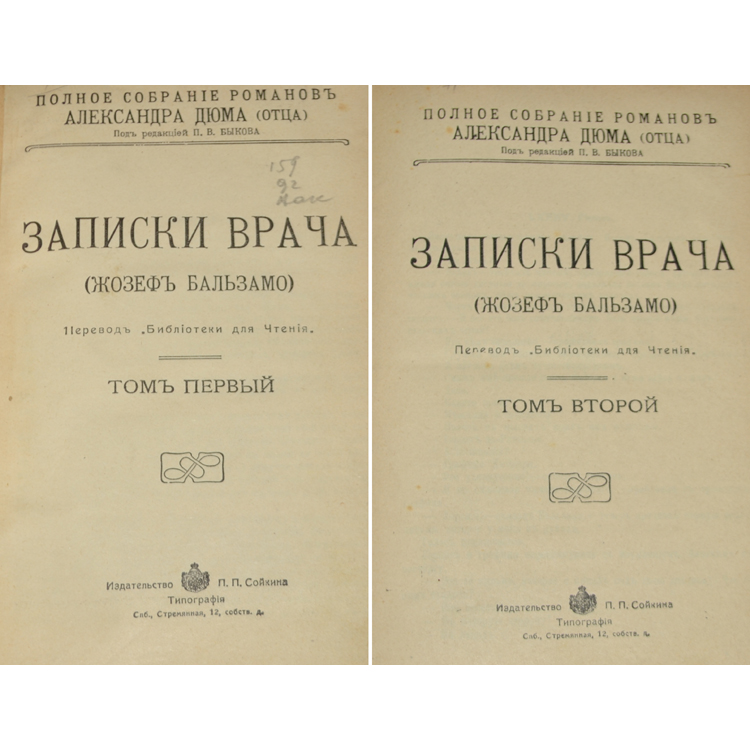 ПОЛНОЕ СОБРАНІЕ РОМАНОВЪ
АЛЕКСАНДРА ДЮМА (ОТЦА)
Подъ редакціей П. В. БЫКОВА
159
92
ЗАПИСКИ ВРАЧА
(ЖОЗЕФЪ БАЛЬЗАМО)
Переводъ „Библіотеки для Чтенія„
ТОМЪ ПЕРВЫЙ
Издательство П. П. Сойкина
Типографія
Спб., Стремянная, 12, собств. д.
ПОЛНОЕ СОБРАНІЕ РОМАНОВЪ
АЛЕКСАНДРА ДЮМА (ОТЦА)
Подъ редакціей П. В. БЫКОВА
ЗАПИСКИ ВРАЧА
(ЖОЗЕФЪ БАЛЬЗАМО)
Переводъ „Библіотеки для Чтенія„
ТОМЪ ВТОРОЙ
Издательство П. П. Сойкина
Типографія
Спб., Стремянная, 12, собств. д.